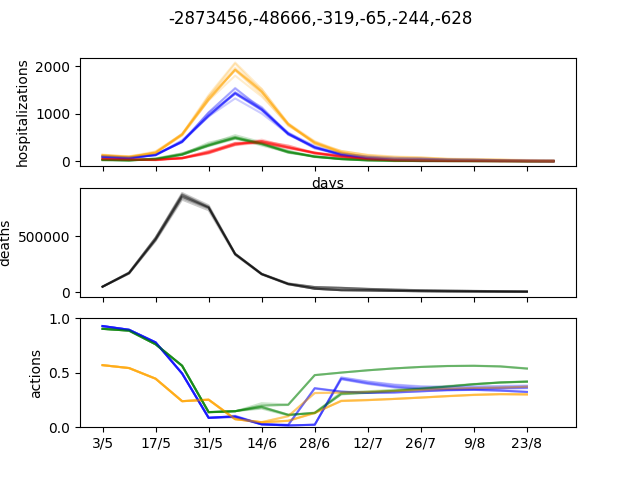 -2873456,-48666,-319,-65,-244,-628
hospitalizations
2000
1000
0
days
deaths
500000
0
actions
1.0
0.5
0.0
3/5 17/5 31/5 14/6 28/6 12/7 26/7 9/8 23/8